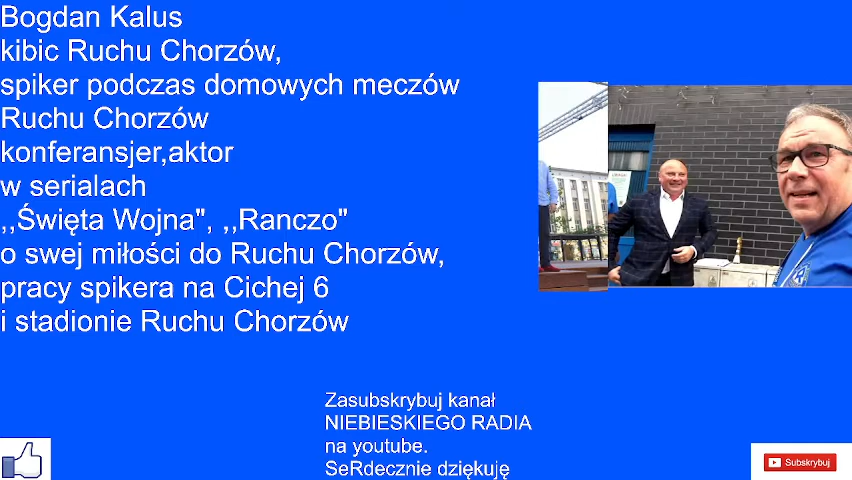 Bogdan Kalus
kibic Ruchu Chorzów,
spiker podczas domowych meczów
Ruchu Chorzów
konferansjer,aktor
w serialach
,,Święta Wojna", ,,Ranczo"
o swej miłości do Ruchu Chorzów,
pracy spikera na Cichej 6
i stadionie Ruchu Chorzów
Zasubskrybuj kanał
NIEBIESKIEGO RADIA
na youtube.
SeRdecznie dziękuję
Subskrybuj